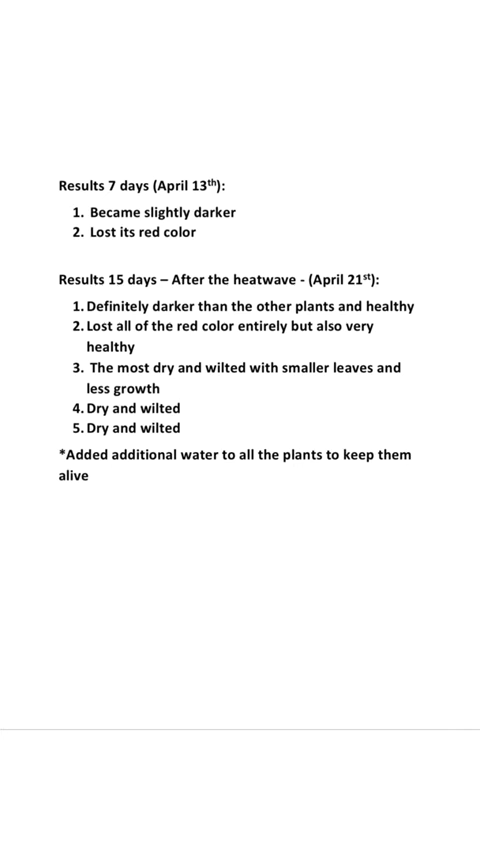 Results 7 days (April 13th):
1. Became slightly darker
2. Lost its red color
Results 15 days – After the heatwave - (April 21st):
1. Definitely darker than the other plants and healthy
2. Lost all of the red color entirely but also very
healthy
3. The most dry and wilted with smaller leaves and
less growth
4. Dry and wilted
5. Dry and wilted
*Added additional water to all the plants to keep them
alive